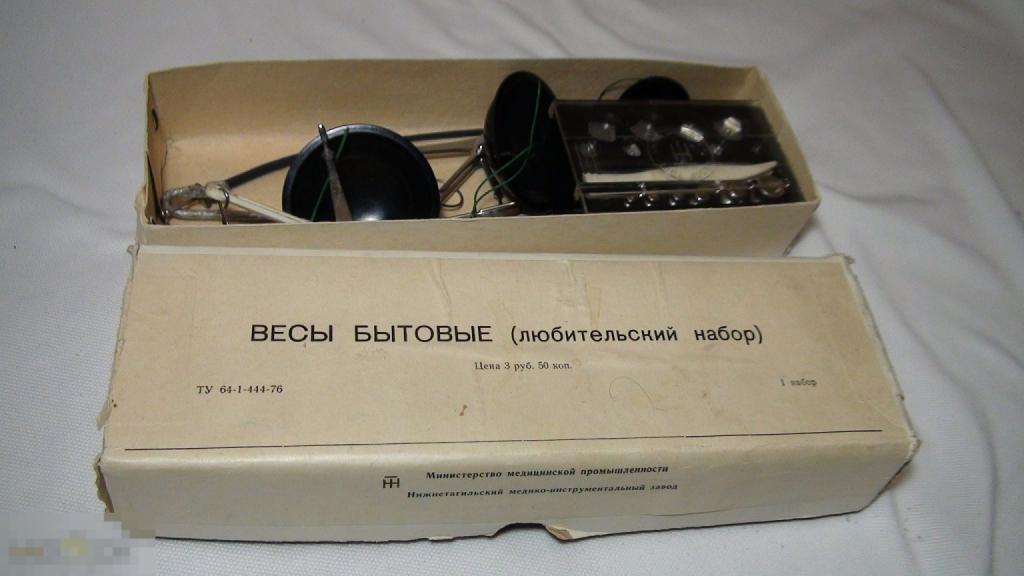 ВЕСЫ БЫТОВЫЕ (любительский набор)
Цена 3 руб. 50 коп.
ТУ 64-1-444-76
1 набор
Министерство медицинской промышленности
Нижнетагильский медико-инструментальный завод